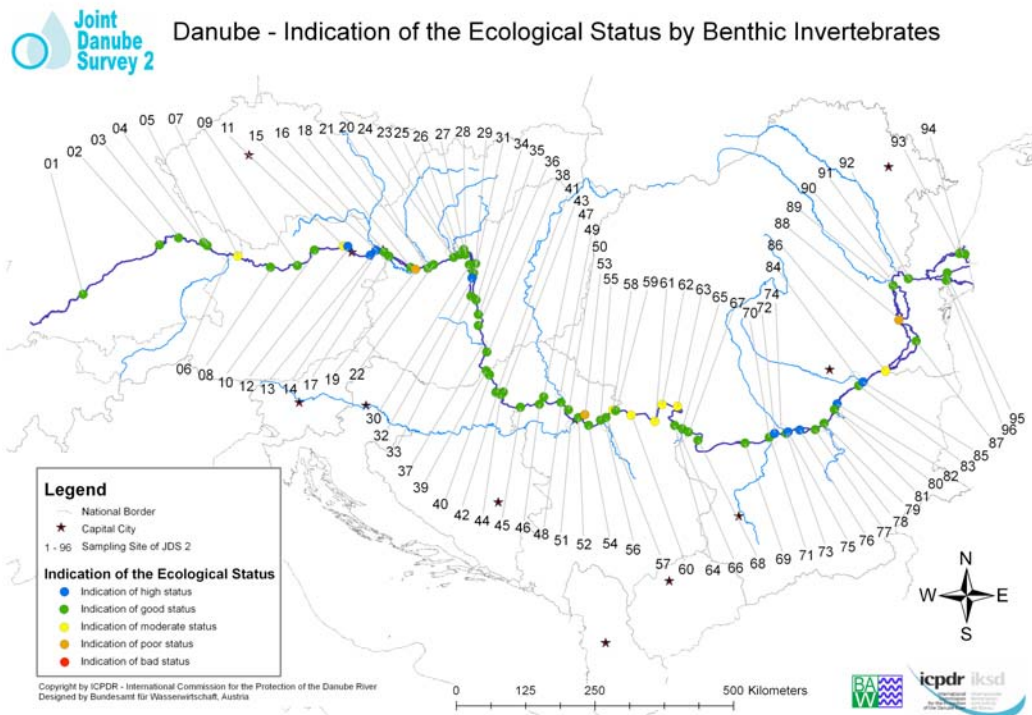 Joint
Danube
Survey 2
Danube - Indication of the Ecological Status by Benthic Invertebrates
01 02 03 04 05 07 09 11 15 16 18 21 20 24 23 25 26 27 28 29 31 34 35 36 38 41 43 47 49 50 53 55 58 59 61 62 63 65 67 70 72 74 84 86 88 89 90 91 92 93 94
06 08 10 12 13 14 17 19 22 30 32 33 37 39 40 42 44 45 46 48 51 52 54 56 57 60 64 66 68 69 71 73 75 76 77 78 79 81 80 82 83 85 87 96 95
Legend
National Border
Capital City
1 - 96 Sampling Site of JDS 2
Indication of the Ecological Status
Indication of high status
Indication of good status
Indication of moderate status
Indication of poor status
Indication of bad status
Copyright by ICPDR - International Commission for the Protection of the Danube River
Designed by Bundesamt für Wasserwirtschaft, Austria
0 125 250 500 Kilometers
N
W E
S
BAW
icpdr iksd